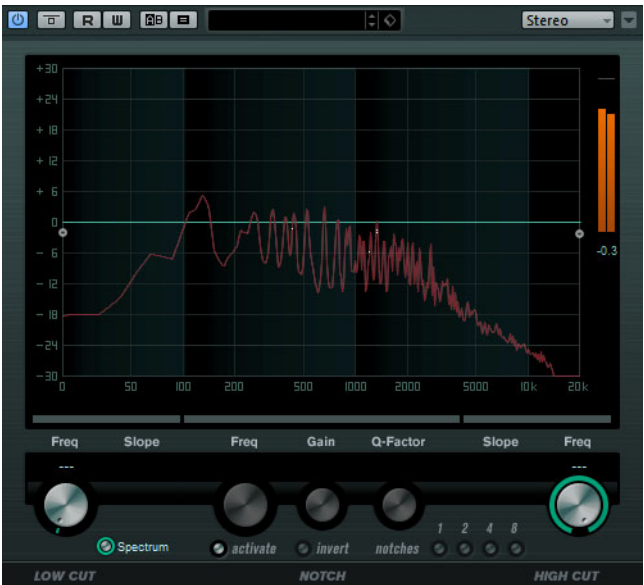 R W AB Stereo
+30
+24
+18
+12
+6
0
-6
-12
-18
-24
-30
-0.3
0 50 100 200 500 1000 2000 5000 10k 20k
Freq Slope Freq Gain Q-Factor Slope Freq
--- ---
1 2 4 8
Spectrum activate invert notches
LOW CUT NOTCH HIGH CUT